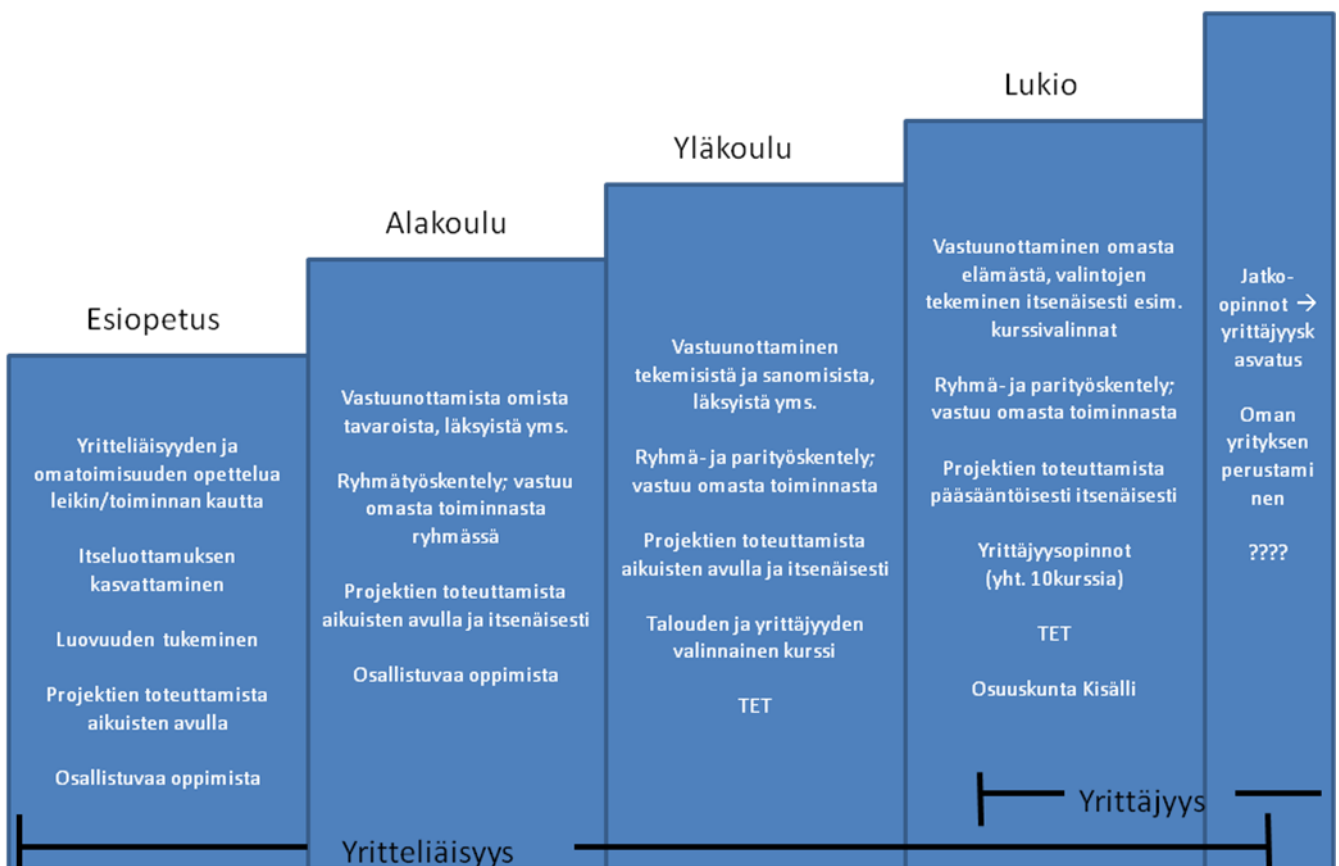 Esiopetus
Yritteliäisyyden ja
omatoimisuuden opettelua
leikin/toiminnan kautta
Itseluottamuksen
kasvattaminen
Luovuuden tukeminen
Projektien toteuttamista
aikuisten avulla
Osallistuvaa oppimista
Alakoulu
Vastuunottamista omista
tavaroista, läksyistä yms.
Ryhmätyöskentely; vastuu
omasta toiminnasta
ryhmässä
Projektien toteuttamista
aikuisten avulla ja itsenäisesti
Osallistuvaa oppimista
Yläkoulu
Vastuunottaminen
tekemisistä ja sanomisista,
läksyistä yms.
Ryhmä- ja parityöskentely;
vastuu omasta toiminnasta
Projektien toteuttamista
aikuisten avulla ja itsenäisesti
Talouden ja yrittäjyyden
valinnainen kurssi
TET
Lukio
Vastuunottaminen omasta
elämästä, valintojen
tekeminen itsenäisesti esim.
kurssivalinnat
Ryhmä- ja parityöskentely;
vastuu omasta toiminnasta
Projektien toteuttamista
pääsääntöisesti itsenäisesti
Yrittäjyysopinnot
(yht. 10kurssia)
TET
Osuuskunta Kisälli
Jatko-
opinnot →
yrittäjyysk
asvatus
Oman
yrityksen
perustami
nen
????
Yrittäjyys
Yritteliäisyys